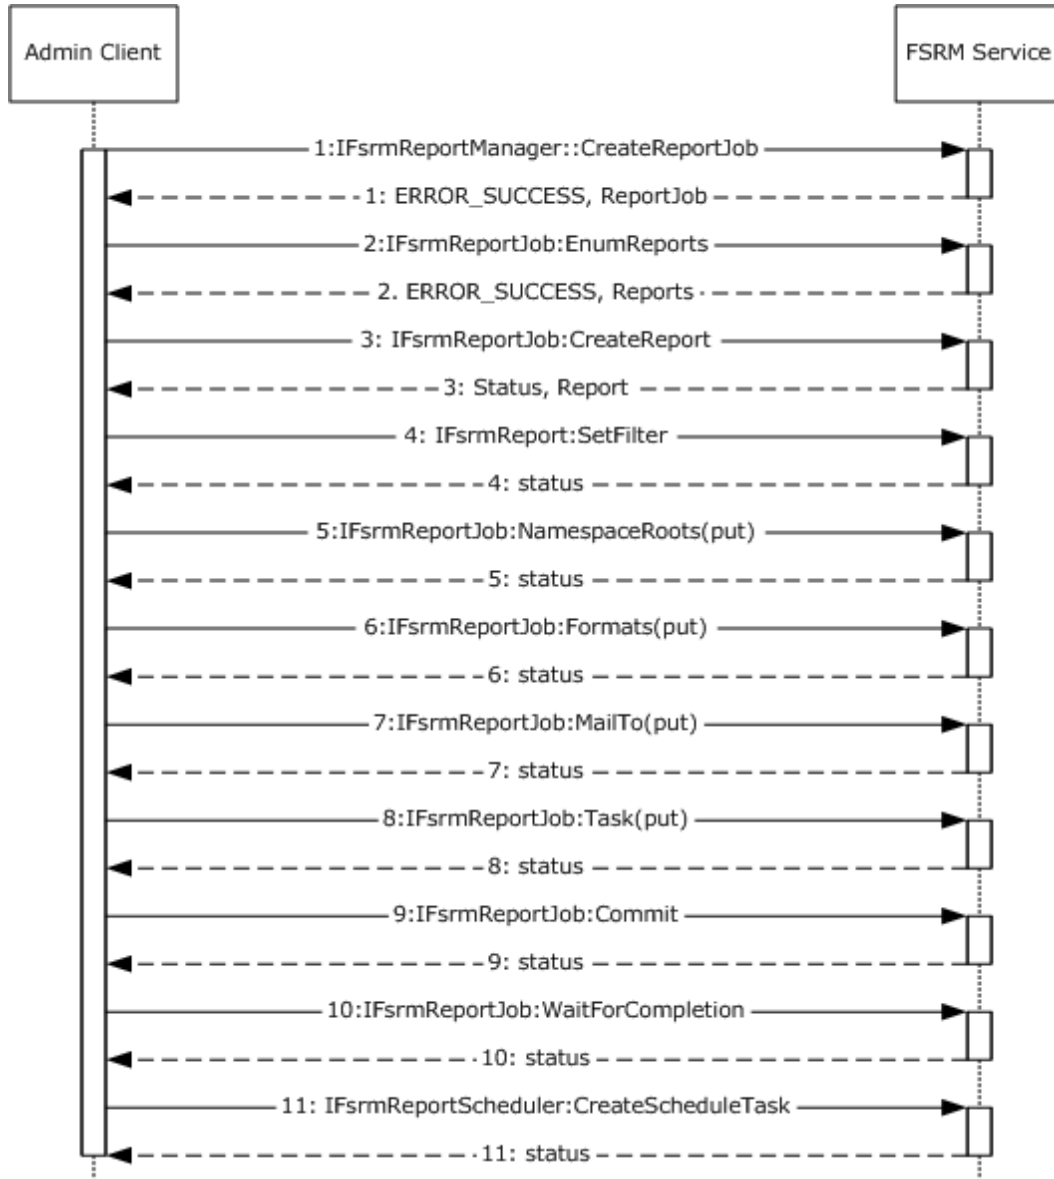 Admin Client
FSRM Service
1:IFsrmReportManager::CreateReportJob
1: ERROR_SUCCESS, ReportJob
2:IFsrmReportJob:EnumReports
2. ERROR_SUCCESS, Reports
3: IFsrmReportJob:CreateReport
3: Status, Report
4: IFsrmReport:SetFilter
4: status
5:IFsrmReportJob:NamespaceRoots(put)
5: status
6:IFsrmReportJob:Formats(put)
6: status
7:IFsrmReportJob:MailTo(put)
7: status
8:IFsrmReportJob:Task(put)
8: status
9:IFsrmReportJob:Commit
9: status
10:IFsrmReportJob:WaitForCompletion
10: status
11: IFsrmReportScheduler:CreateScheduleTask
11: status